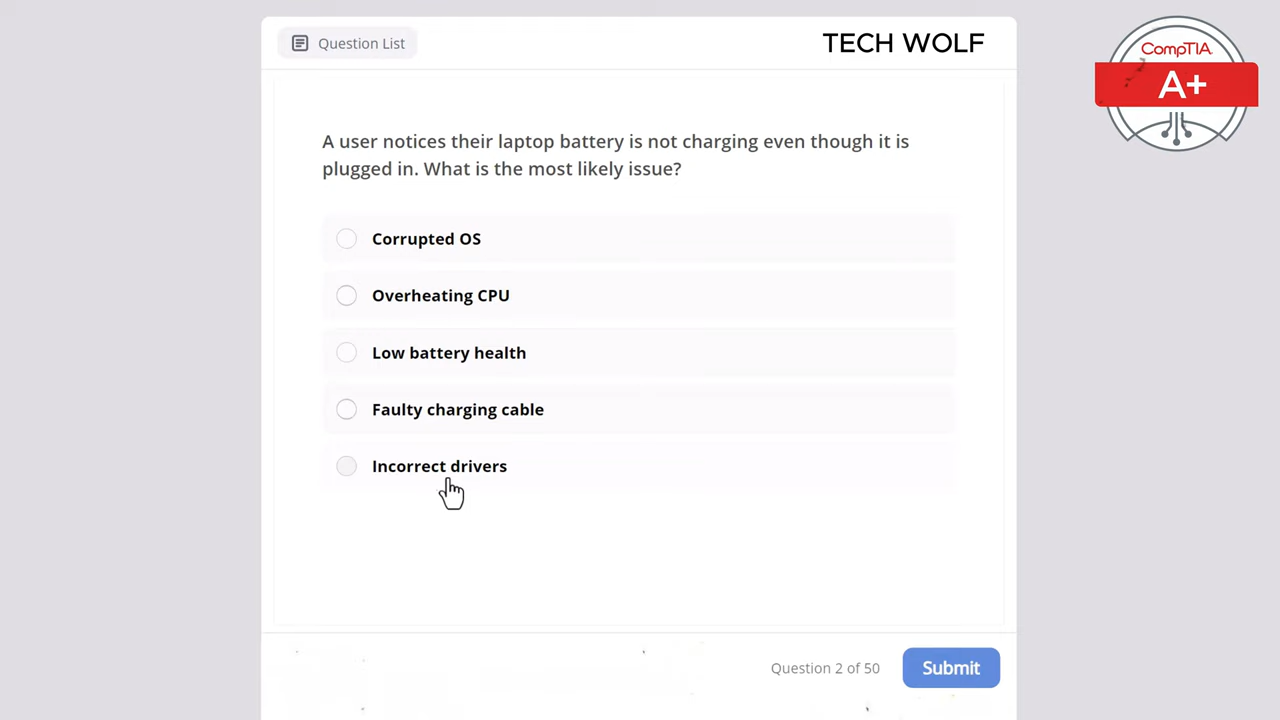 Question List
TECH WOLF
CompTIA.
A+
A user notices their laptop battery is not charging even though it is
plugged in. What is the most likely issue?
Corrupted OS
Overheating CPU
Low battery health
Faulty charging cable
Incorrect drivers
Question 2 of 50
Submit